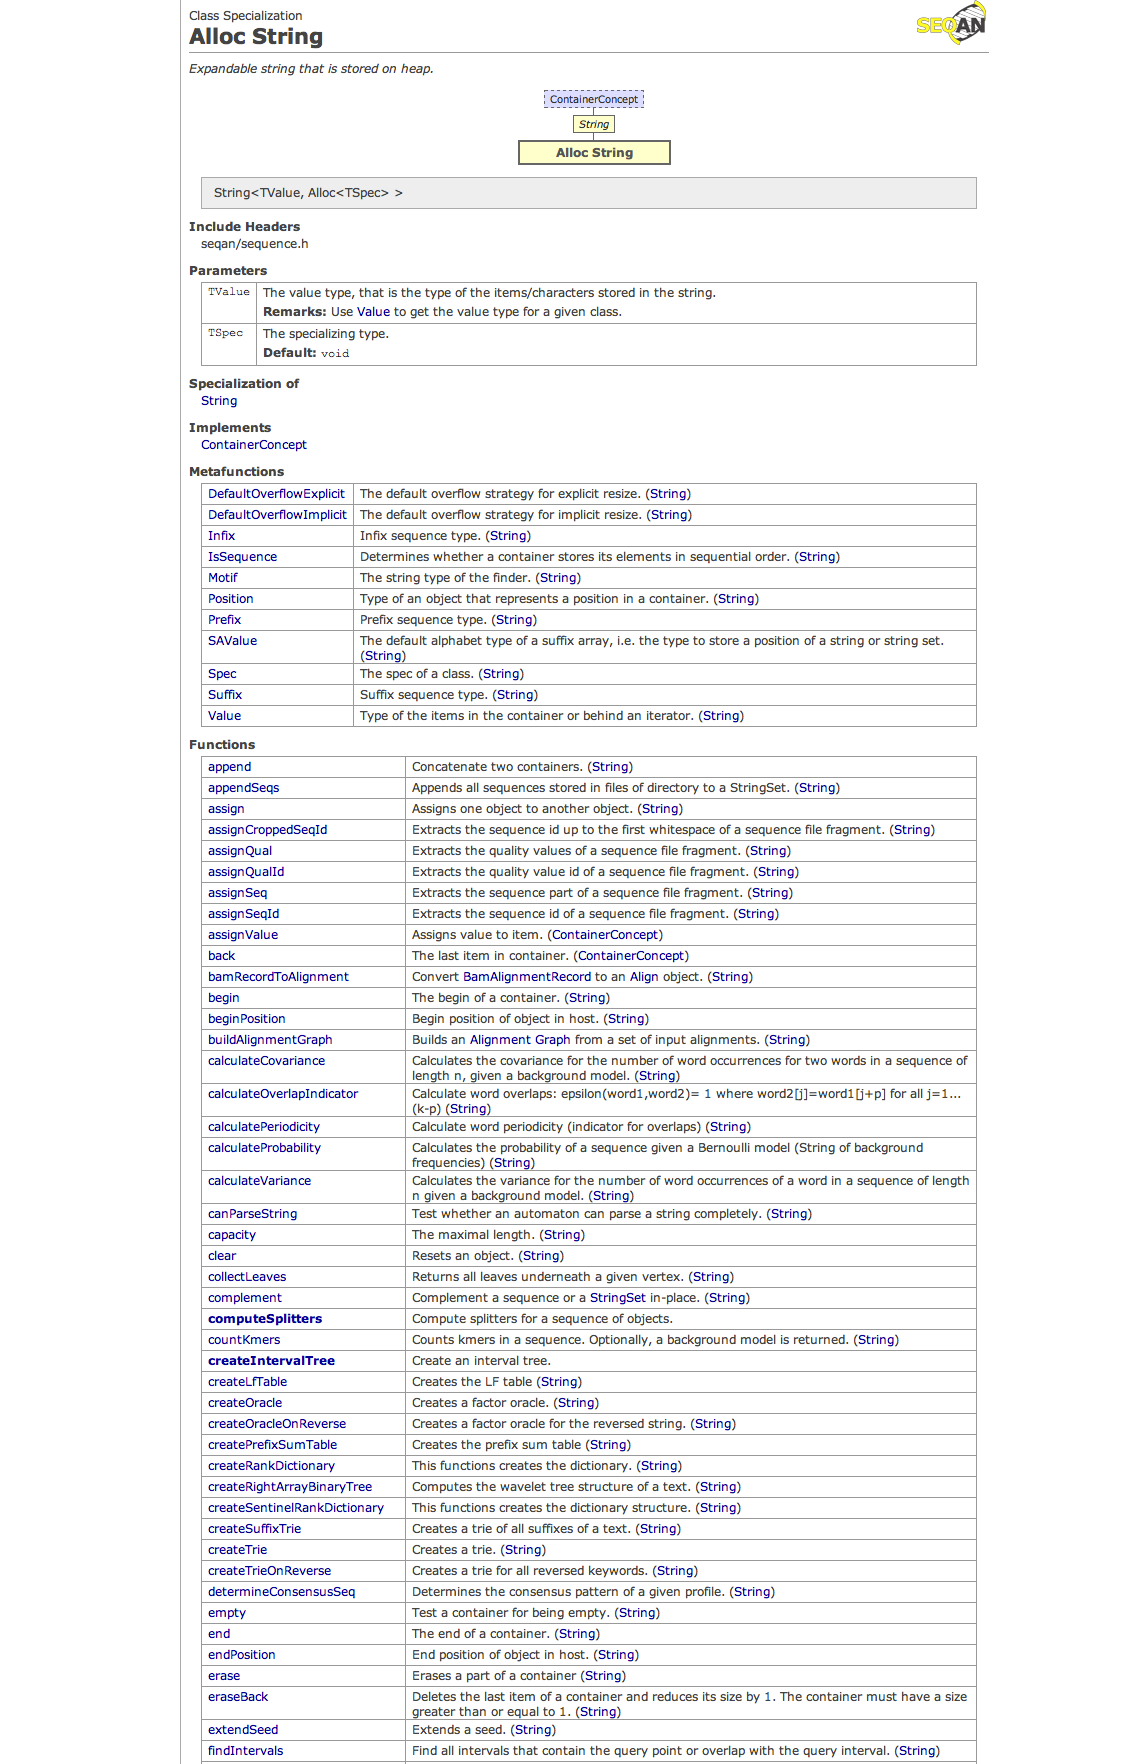 Class Specialization
Alloc String
SEQAN
Expandable string that is stored on heap.
ContainerConcept
String
Alloc String
String<TValue, Alloc<TSpec> >
Include Headers
seqan/sequence.h
Parameters
TValue The value type, that is the type of the items/characters stored in the string.
Remarks: Use Value to get the value type for a given class.
TSpec The specializing type.
Default: void
Specialization of
String
Implements
ContainerConcept
Metafunctions
DefaultOverflowExplicit The default overflow strategy for explicit resize. (String)
DefaultOverflowImplicit The default overflow strategy for implicit resize. (String)
Infix Infix sequence type. (String)
IsSequence Determines whether a container stores its elements in sequential order. (String)
Motif The string type of the finder. (String)
Position Type of an object that represents a position in a container. (String)
Prefix Prefix sequence type. (String)
SAValue The default alphabet type of a suffix array, i.e. the type to store a position of a string or string set.
(String)
Spec The spec of a class. (String)
Suffix Suffix sequence type. (String)
Value Type of the items in the container or behind an iterator. (String)
Functions
append Concatenate two containers. (String)
appendSeqs Appends all sequences stored in files of directory to a StringSet. (String)
assign Assigns one object to another object. (String)
assignCroppedSeqId Extracts the sequence id up to the first whitespace of a sequence file fragment. (String)
assignQual Extracts the quality values of a sequence file fragment. (String)
assignQualId Extracts the quality value id of a sequence file fragment. (String)
assignSeq Extracts the sequence part of a sequence file fragment. (String)
assignSeqId Extracts the sequence id of a sequence file fragment. (String)
assignValue Assigns value to item. (ContainerConcept)
back The last item in container. (ContainerConcept)
bamRecordToAlignment Convert BamAlignmentRecord to an Align object. (String)
begin The begin of a container. (String)
beginPosition Begin position of object in host. (String)
buildAlignmentGraph Builds an Alignment Graph from a set of input alignments. (String)
calculateCovariance Calculates the covariance for the number of word occurrences for two words in a sequence of
length n, given a background model. (String)
calculateOverlapIndicator Calculate word overlaps: epsilon(word1,word2)= 1 where word2[j]=word1[j+p] for all j=1...
(k-p) (String)
calculatePeriodicity Calculate word periodicity (indicator for overlaps) (String)
calculateProbability Calculates the probability of a sequence given a Bernoulli model (String of background
frequencies) (String)
calculateVariance Calculates the variance for the number of word occurrences of a word in a sequence of length
n given a background model. (String)
canParseString Test whether an automaton can parse a string completely. (String)
capacity The maximal length. (String)
clear Resets an object. (String)
collectLeaves Returns all leaves underneath a given vertex. (String)
complement Complement a sequence or a StringSet in-place. (String)
computeSplitters Compute splitters for a sequence of objects.
countKmers Counts kmers in a sequence. Optionally, a background model is returned. (String)
createIntervalTree Create an interval tree.
createLfTable Creates the LF table (String)
createOracle Creates a factor oracle. (String)
createOracleOnReverse Creates a factor oracle for the reversed string. (String)
createPrefixSumTable Creates the prefix sum table (String)
createRankDictionary This functions creates the dictionary. (String)
createRightArrayBinaryTree Computes the wavelet tree structure of a text. (String)
createSentinelRankDictionary This functions creates the dictionary structure. (String)
createSuffixTrie Creates a trie of all suffixes of a text. (String)
createTrie Creates a trie. (String)
createTrieOnReverse Creates a trie for all reversed keywords. (String)
determineConsensusSeq Determines the consensus pattern of a given profile. (String)
empty Test a container for being empty. (String)
end The end of a container. (String)
endPosition End position of object in host. (String)
erase Erases a part of a container (String)
eraseBack Deletes the last item of a container and reduces its size by 1. The container must have a size
greater than or equal to 1. (String)
extendSeed Extends a seed. (String)
findIntervals Find all intervals that contain the query point or overlap with the query interval. (String)